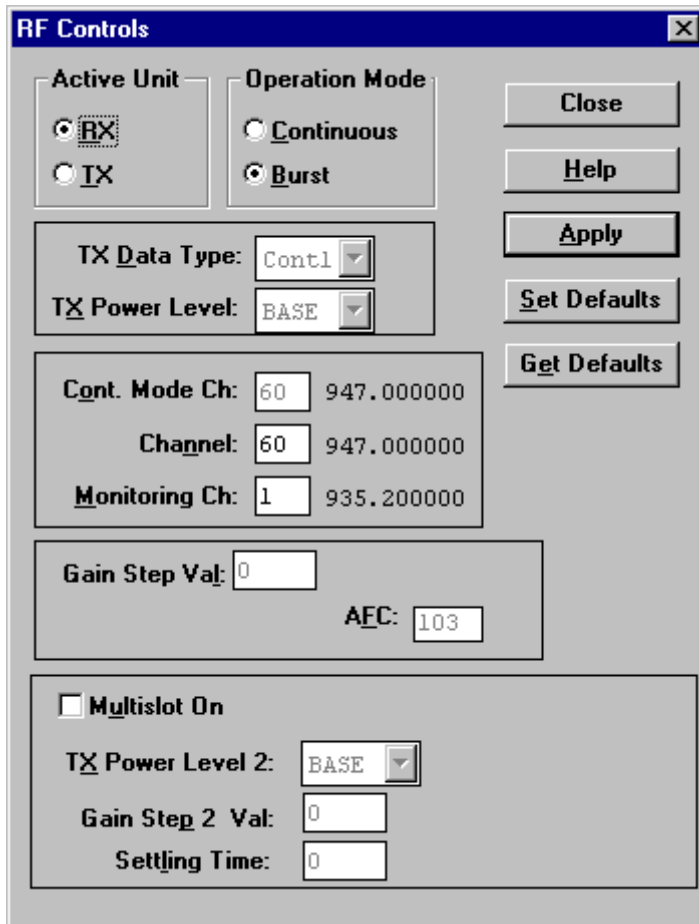 RF Controls
Active Unit
RX
TX
Operation Mode
Continuous
Burst
Close
Help
Apply
Set Defaults
Get Defaults
TX Data Type: Cont1
TX Power Level: BASE
Cont. Mode Ch: 60 947.000000
Channel: 60 947.000000
Monitoring Ch: 1 935.200000
Gain Step Val: 0
AFC: 103
Multislot On
TX Power Level 2: BASE
Gain Step 2 Val: 0
Settling Time: 0